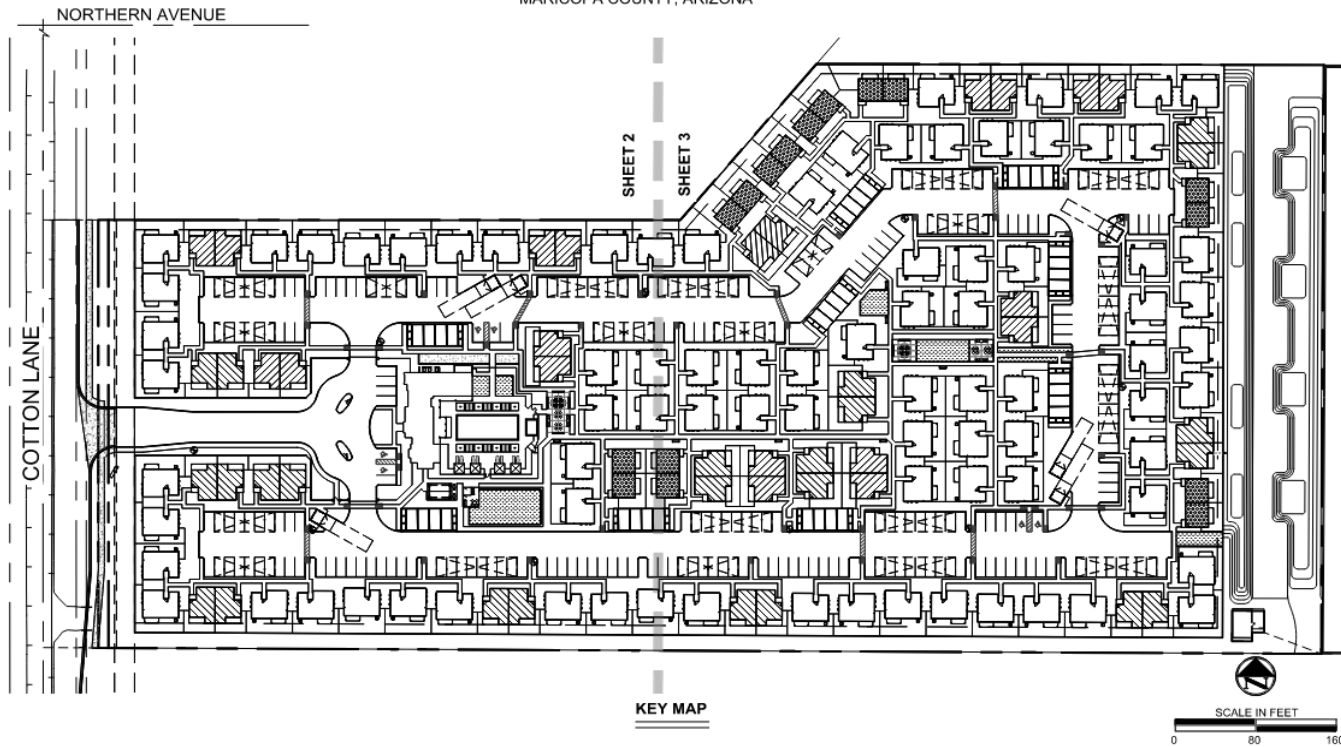 MARICOPA COUNTY, ARIZONA
NORTHERN AVENUE
SHEET 2
SHEET 3
COTTON LANE
KEY MAP
N
SCALE IN FEET
0 80 160